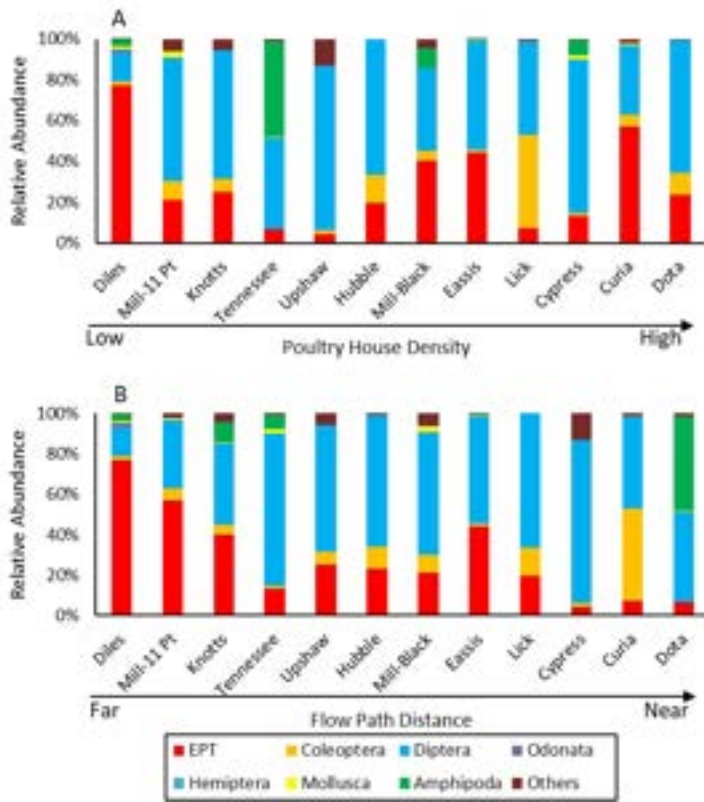 A
Relative Abundance
100%
80%
60%
40%
20%
0%
Diles
Mill-11 Pt
Knotts
Tennessee
Upshaw
Hubble
Mill-Black
Eassis
Lick
Cypress
Curia
Dota
Low
Poultry House Density
High
B
Relative Abundance
100%
80%
60%
40%
20%
0%
Diles
Mill-11 Pt
Knotts
Tennessee
Upshaw
Hubble
Mill-Black
Eassis
Lick
Cypress
Curia
Dota
Far
Flow Path Distance
Near
EPT Coleoptera Diptera Odonata
Hemiptera Mollusca Amphipoda Others